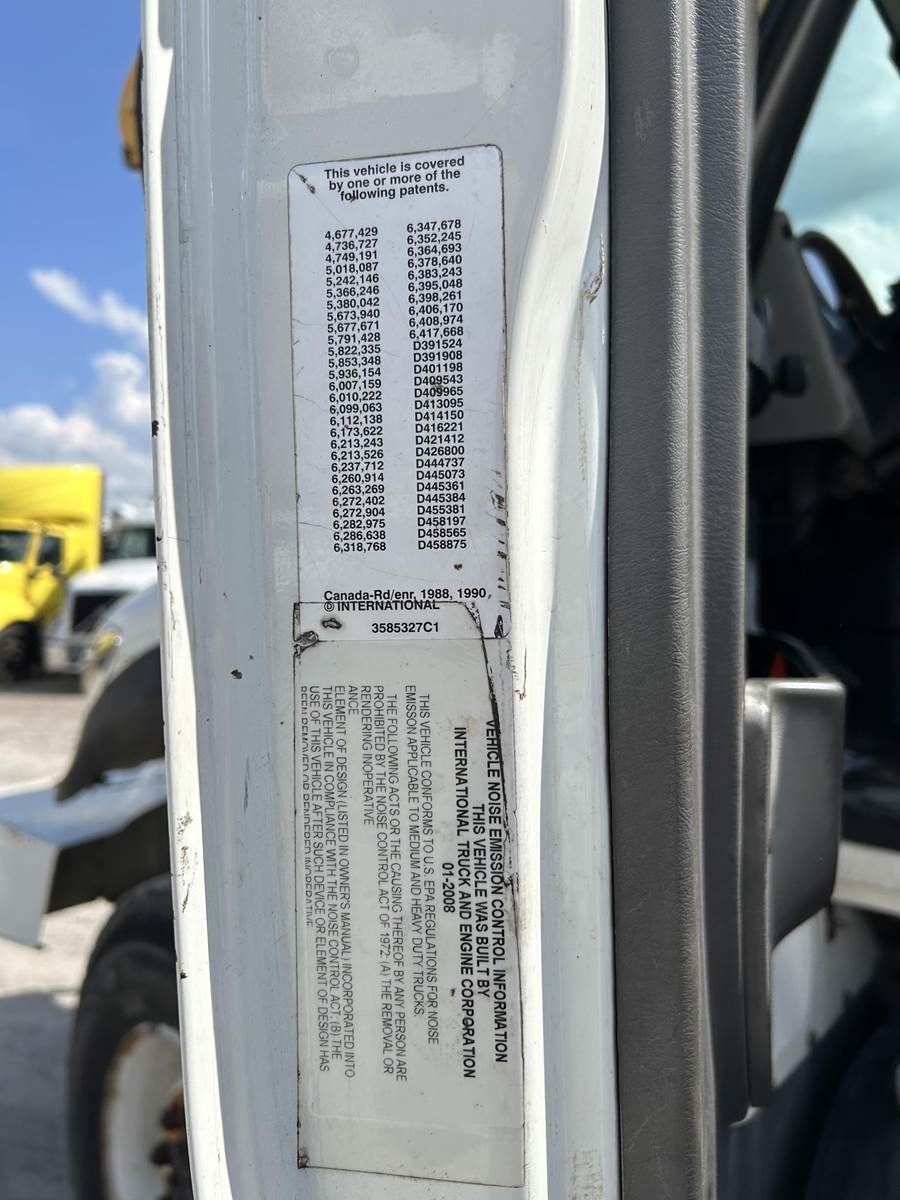 This vehicle is covered
by one or more of the
following patents.
4,677,429
4,736,727
4,749,191
5,018,087
5,242,146
5,366,246
5,380,042
5,673,940
5,677,671
5,791,428
5,822,335
5,853,348
5,936,154
6,007,159
6,010,222
6,099,063
6,112,138
6,173,622
6,213,243
6,213,526
6,237,712
6,260,914
6,263,269
6,272,402
6,272,904
6,282,975
6,286,638
6,318,768
6,347,678
6,352,245
6,364,693
6,378,640
6,383,243
6,395,048
6,398,261
6,406,170
6,408,974
6,417,668
D391524
D391908
D401198
D409543
D409965
D413095
D414150
D416221
D421412
D426800
D444737
D445073
D445361
D445384
D455381
D458197
D458565
D458875
Canada-Rd/enr, 1988, 1990,
© INTERNATIONAL
3585327C1
VEHICLE NOISE EMISSION CONTROL INFORMATION
THIS VEHICLE WAS BUILT BY
INTERNATIONAL TRUCK AND ENGINE CORPORATION
01-2008
THIS VEHICLE CONFORMS TO U.S. EPA REGULATIONS FOR NOISE
EMISSON APPLICABLE TO MEDIUM AND HEAVY DUTY TRUCKS.
THE FOLLOWING ACTS OR THE CAUSING THEREOF BY ANY PERSON ARE
PROHIBITED BY THE NOISE CONTROL ACT OF 1972: (A) THE REMOVAL OR
RENDERING INOPERATIVE
ANCE
ELEMENT OF DESIGN (LISTED IN OWNER'S MANUAL) INCORPORATED INTO
THIS VEHICLE IN COMPLIANCE WITH THE NOISE CONTROL ACT, (B) THE
USE OF THIS VEHICLE AFTER SUCH DEVICE OR ELEMENT OF DESIGN HAS
BEEN REMOVED OR RENDERED INOPERATIVE